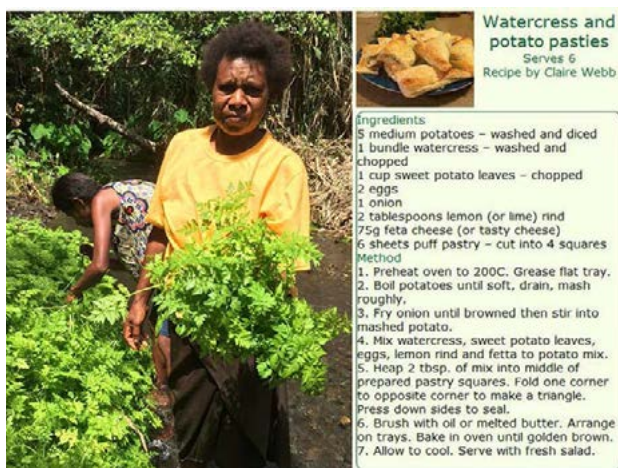 Watercress and
potato pasties
Serves 6
Recipe by Claire Webb
Ingredients
5 medium potatoes – washed and diced
1 bundle watercress – washed and
chopped
1 cup sweet potato leaves – chopped
2 eggs
1 onion
2 tablespoons lemon (or lime) rind
75g feta cheese (or tasty cheese)
6 sheets puff pastry – cut into 4 squares
Method
1. Preheat oven to 200C. Grease flat tray.
2. Boil potatoes until soft, drain, mash
roughly.
3. Fry onion until browned then stir into
mashed potato.
4. Mix watercress, sweet potato leaves,
eggs, lemon rind and fetta to potato mix.
5. Heap 2 tbsp. of mix into middle of
prepared pastry squares. Fold one corner
to opposite corner to make a triangle.
Press down sides to seal.
6. Brush with oil or melted butter. Arrange
on trays. Bake in oven until golden brown.
7. Allow to cool. Serve with fresh salad.